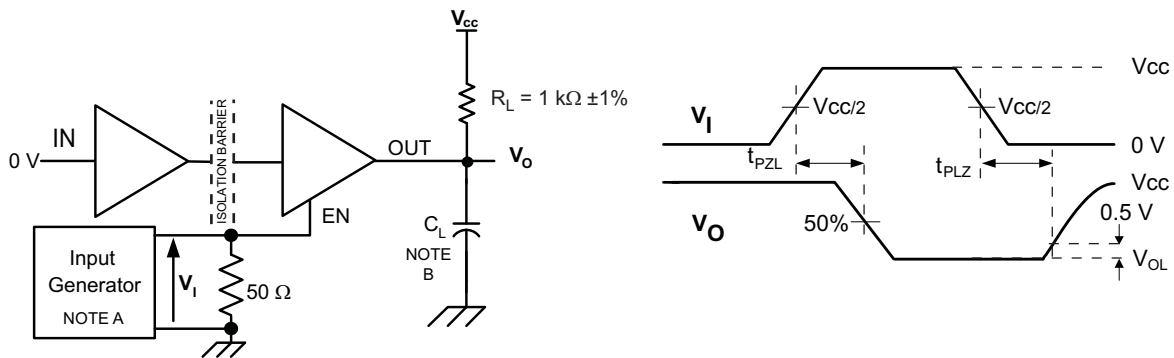 Vcc
RL = 1 kΩ ±1%
IN
0 V
ISOLATION BARRIER
OUT
VO
EN
CL
NOTE
B
Input
Generator
NOTE A
VI
50 Ω
Vcc
VCC/2
VCC/2
VI
0 V
tPZL
tPLZ
Vcc
0.5 V
50%
VO
VOL